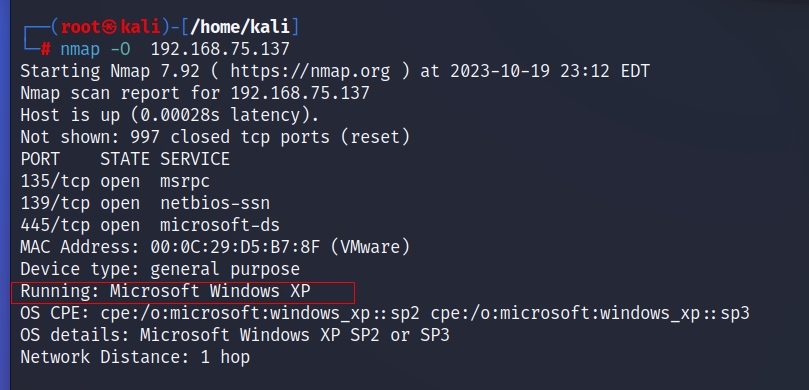 ┌──(root㉿kali)-[/home/kali]
└─# nmap -O  192.168.75.137
Starting Nmap 7.92 ( https://nmap.org ) at 2023-10-19 23:12 EDT
Nmap scan report for 192.168.75.137
Host is up (0.00028s latency).
Not shown: 997 closed tcp ports (reset)
PORT    STATE SERVICE
135/tcp open  msrpc
139/tcp open  netbios-ssn
445/tcp open  microsoft-ds
MAC Address: 00:0C:29:D5:B7:8F (VMware)
Device type: general purpose
Running: Microsoft Windows XP
OS CPE: cpe:/o:microsoft:windows_xp::sp2 cpe:/o:microsoft:windows_xp::sp3
OS details: Microsoft Windows XP SP2 or SP3
Network Distance: 1 hop